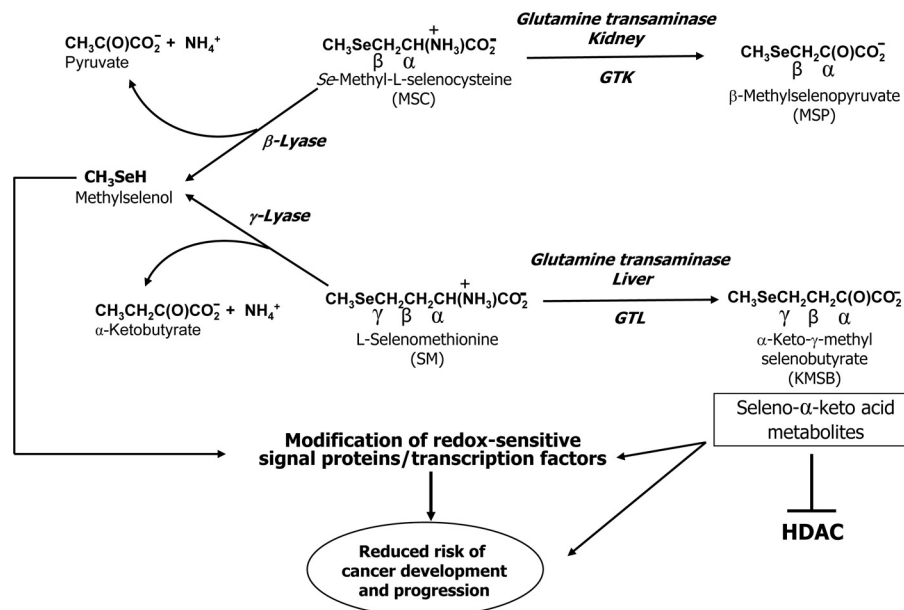 CH₃C(O)CO₂⁻ + NH₄⁺
Pyruvate
CH₃SeCH₂CH(N⁺H₃)CO₂⁻
β α
Se-Methyl-L-selenocysteine
(MSC)
Glutamine transaminase
Kidney
GTK
CH₃SeCH₂C(O)CO₂⁻
β α
β-Methylselenopyruvate
(MSP)
β-Lyase
CH₃SeH
Methylselenol
γ-Lyase
CH₃CH₂C(O)CO₂⁻ + NH₄⁺
α-Ketobutyrate
CH₃SeCH₂CH₂CH(N⁺H₃)CO₂⁻
γ β α
L-Selenomethionine
(SM)
Glutamine transaminase
Liver
GTL
CH₃SeCH₂CH₂C(O)CO₂⁻
γ β α
α-Keto-γ-methyl
selenobutyrate
(KMSB)
Seleno-α-keto acid
metabolites
Modification of redox-sensitive
signal proteins/transcription factors
HDAC
Reduced risk of
cancer development
and progression